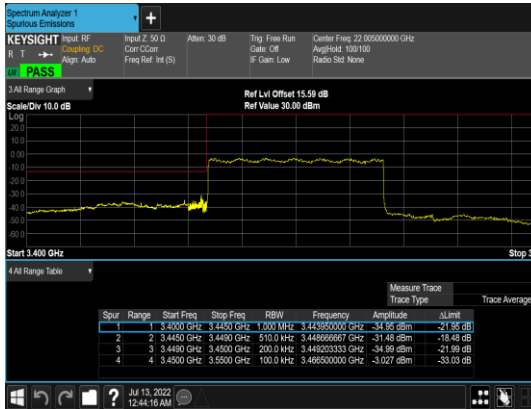 Spectrum Analyzer 1
Spurious Emissions
+
KEYSIGHT Input: RF Input Z: 50 Ω Atten: 30 dB Trig: Free Run Center Freq: 22.005000000 GHz
R T Coupling: DC Corr CCorr Gate: Off Avg|Hold: 100/100
Align: Auto Freq Ref: Int (S) IF Gain: Low Radio Std: None
LXI PASS
3 All Range Graph
Ref Lvl Offset 15.59 dB
Scale/Div 10.0 dB Ref Value 30.00 dBm
Log
20.0
10.0
0.00
-10.0
-20.0
-30.0
-40.0
-50.0
-60.0
Start 3.400 GHz Stop 3
4 All Range Table
Measure Trace
Trace Type Trace Average
Spur Range Start Freq Stop Freq RBW Frequency Amplitude ΔLimit
1 1 3.4000 GHz 3.4450 GHz 1.000 MHz 3.443950000 GHz -34.95 dBm -21.95 dB
2 2 3.4450 GHz 3.4490 GHz 510.0 kHz 3.448666667 GHz -31.48 dBm -18.48 dB
3 3 3.4490 GHz 3.4500 GHz 200.0 kHz 3.449203333 GHz -34.99 dBm -21.99 dB
4 4 3.4500 GHz 3.5500 GHz 100.0 kHz 3.466500000 GHz -3.027 dBm -33.03 dB
? Jul 13, 2022
12:44:16 AM